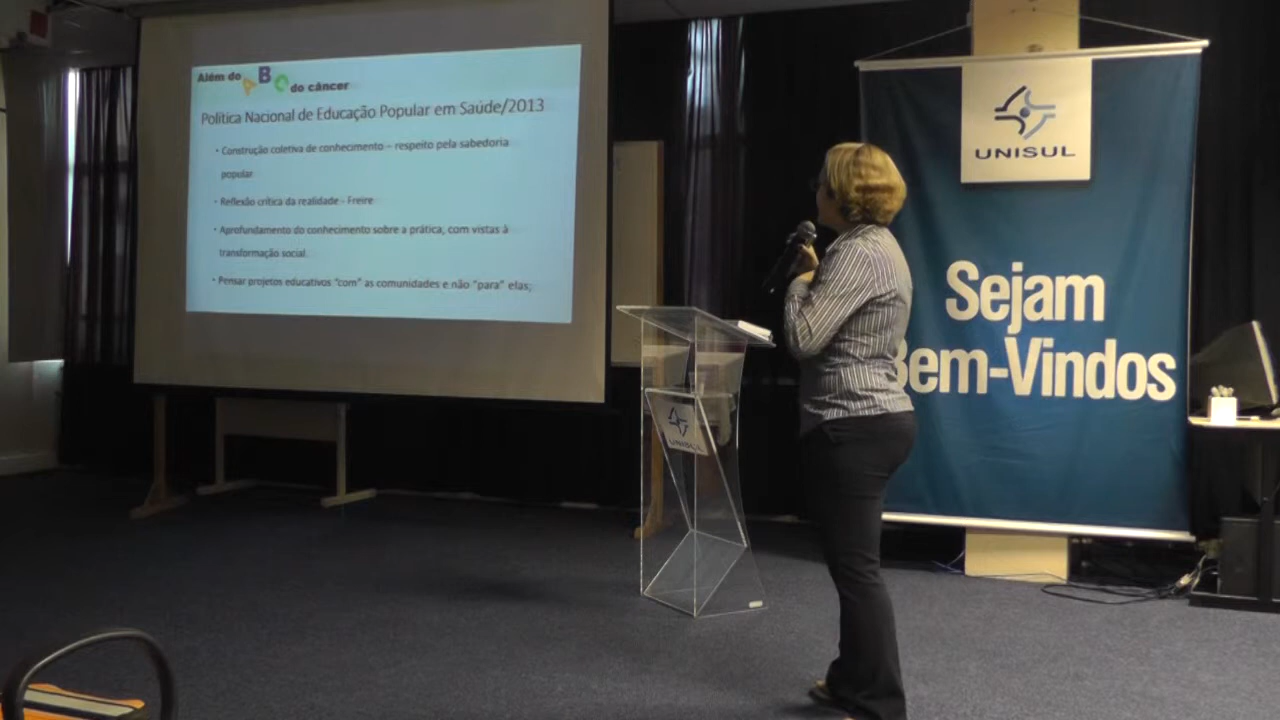 Além do ABC do câncer
Política Nacional de Educação Popular em Saúde/2013
• Construção coletiva de conhecimento – respeito pela sabedoria
popular
• Reflexão crítica da realidade - Freire
• Aprofundamento do conhecimento sobre a prática, com vistas à
transformação social.
• Pensar projetos educativos "com" as comunidades e não "para" elas;
UNISUL
Sejam
Bem-Vindos
UNISUL